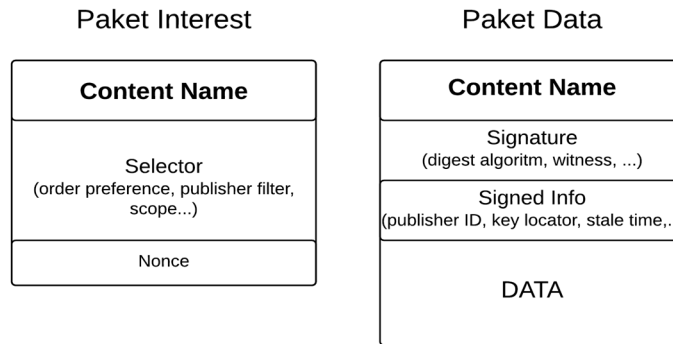 Paket Interest
Content Name
Selector
(order preference, publisher filter,
scope...)
Nonce
Paket Data
Content Name
Signature
(digest algoritm, witness, ...)
Signed Info
(publisher ID, key locator, stale time,..
DATA